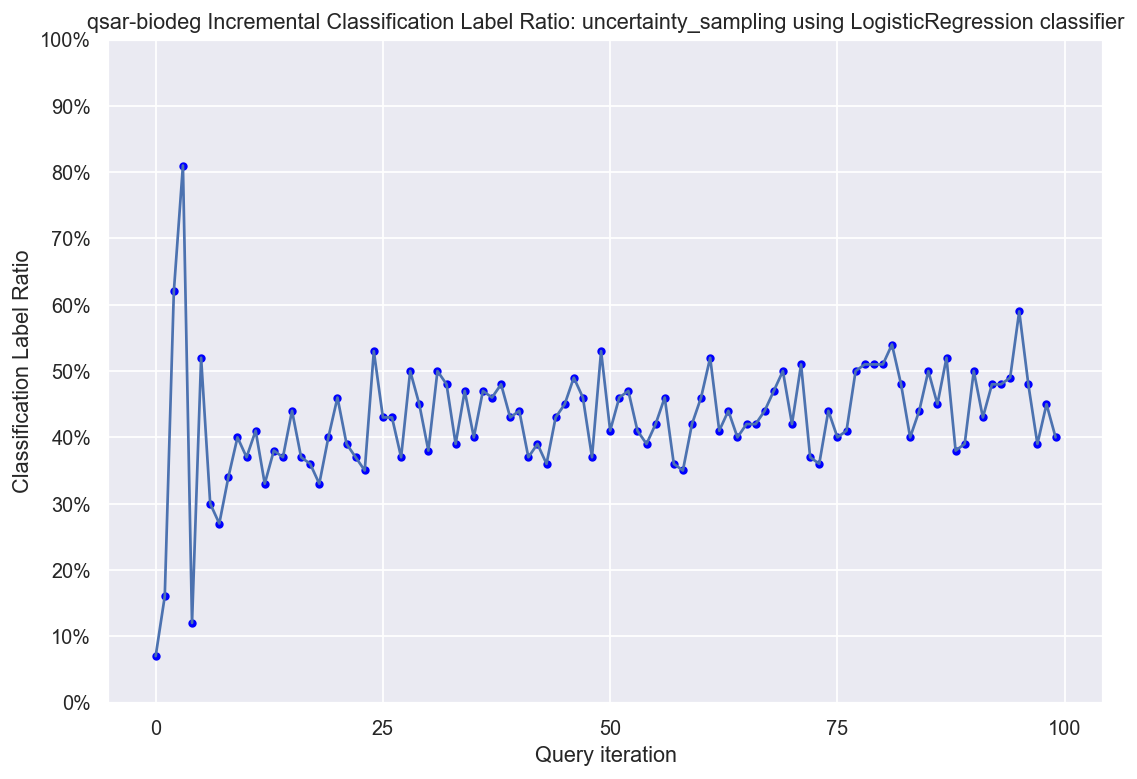 qsar-biodeg Incremental Classification Label Ratio: uncertainty_sampling using LogisticRegression classifier
100%
90%
80%
70%
60%
50%
40%
30%
20%
10%
0%
Classification Label Ratio
0 25 50 75 100
Query iteration